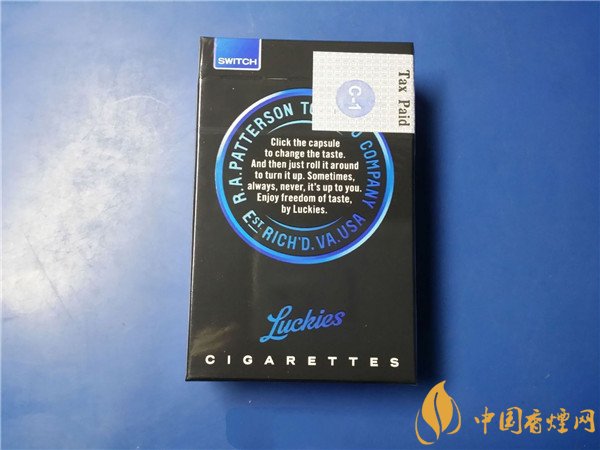 SWITCH
Tax Paid
C-1
R.A. PATTERSON TO O COMPANY
EST. RICH'D. VA. USA
Click the capsule
to change the taste.
And then just roll it around
to turn it up. Sometimes,
always, never, it's up to you.
Enjoy freedom of taste,
by Luckies.
Luckies
CIGARETTES
中国香煙网